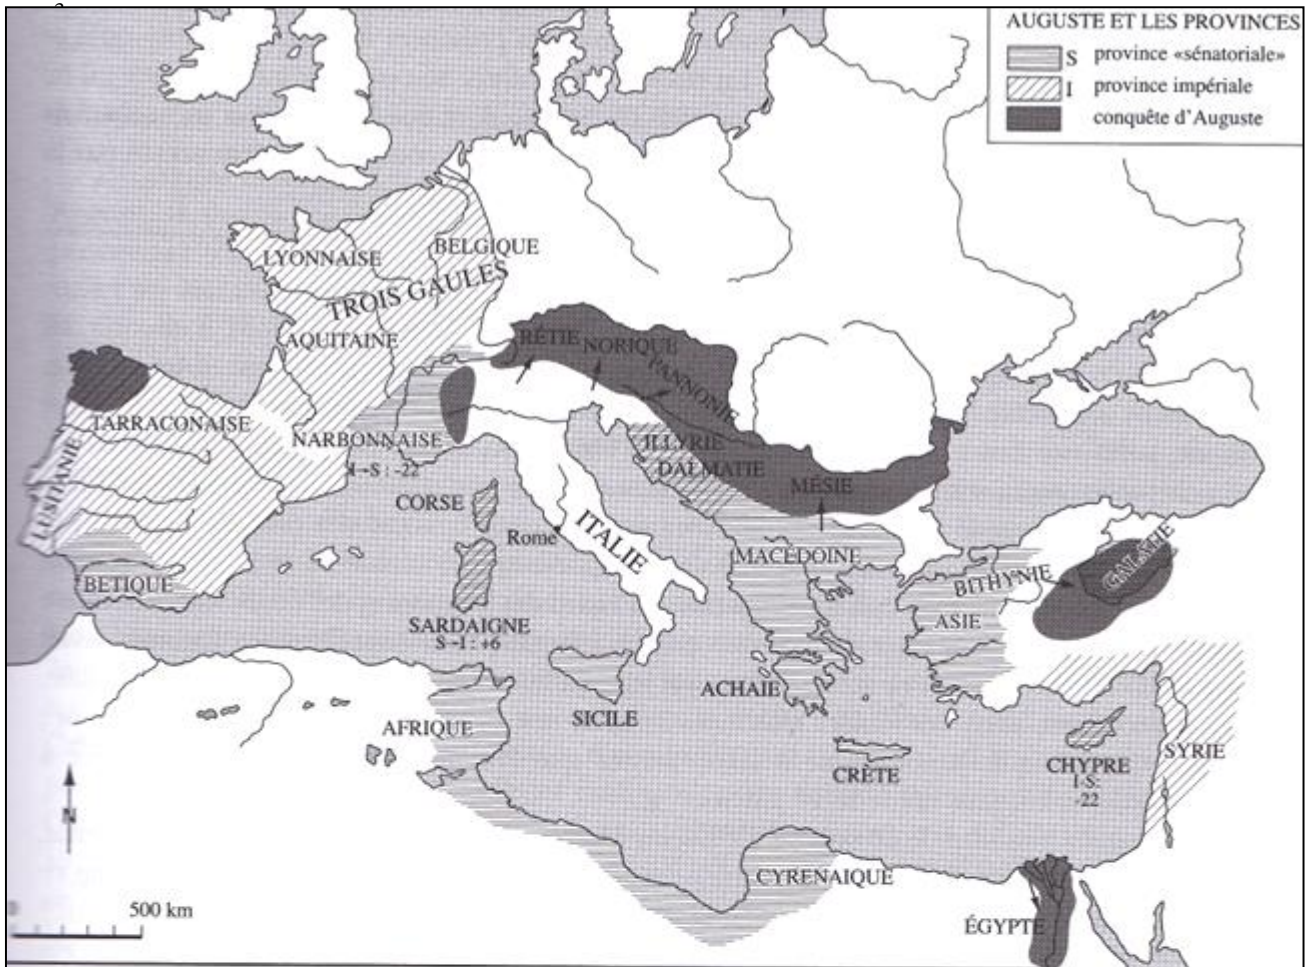 AUGUSTE ET LES PROVINCES
S province «sénatoriale»
I province impériale
conquête d'Auguste
BELGIQUE
LYONNAISE
TROIS GAULES
AQUITAINE
RÉTIE
NORIQUE
PANNONIE
TARRACONAISE
NARBONNAISE
I→S : -22
LUSITANIE
ILLYRIE
DALMATIE
MÉSIE
CORSE
Rome
ITALIE
MACÉDOINE
BITHYNIE
GALATIE
BETIQUE
ASIE
SARDAIGNE
S→I : +6
ACHAIE
SICILE
AFRIQUE
CRÈTE
CHYPRE
I-S:
-22
SYRIE
N
CYRENAIQUE
500 km
ÉGYPTE